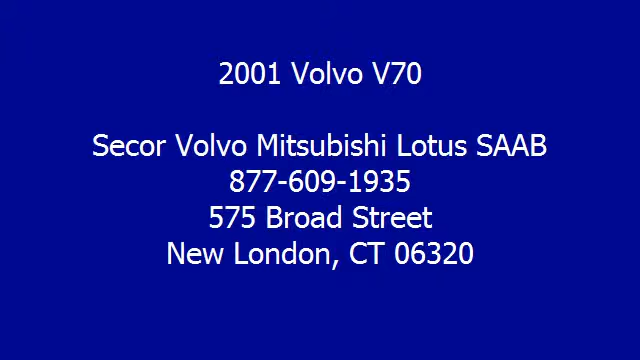 2001 Volvo V70
Secor Volvo Mitsubishi Lotus SAAB
877-609-1935
575 Broad Street
New London, CT 06320